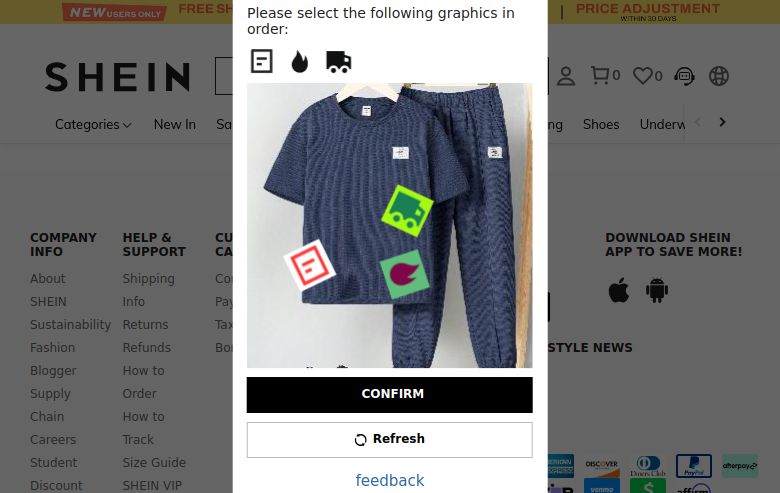 Please select the following graphics in
order:
NEW USERS ONLY FREE SH
PRICE ADJUSTMENT
WITHIN 30 DAYS
SHEIN
0
0
Categories
New In
Sa
ng
Shoes
Underw
COMPANY
INFO
About
SHEIN
Sustainability
Fashion
Blogger
Supply
Chain
Careers
Student
Discount
HELP &
SUPPORT
Shipping
Info
Returns
Refunds
How to
Order
How to
Track
Size Guide
SHEIN VIP
CU
CA
Co
Pay
Tax
Bo
DOWNLOAD SHEIN
APP TO SAVE MORE!
STYLE NEWS
CONFIRM
Refresh
feedback
AMERICAN
EXPRESS
DISCOVER
Diners Club
PayPal
afterpay
venmo
affirm